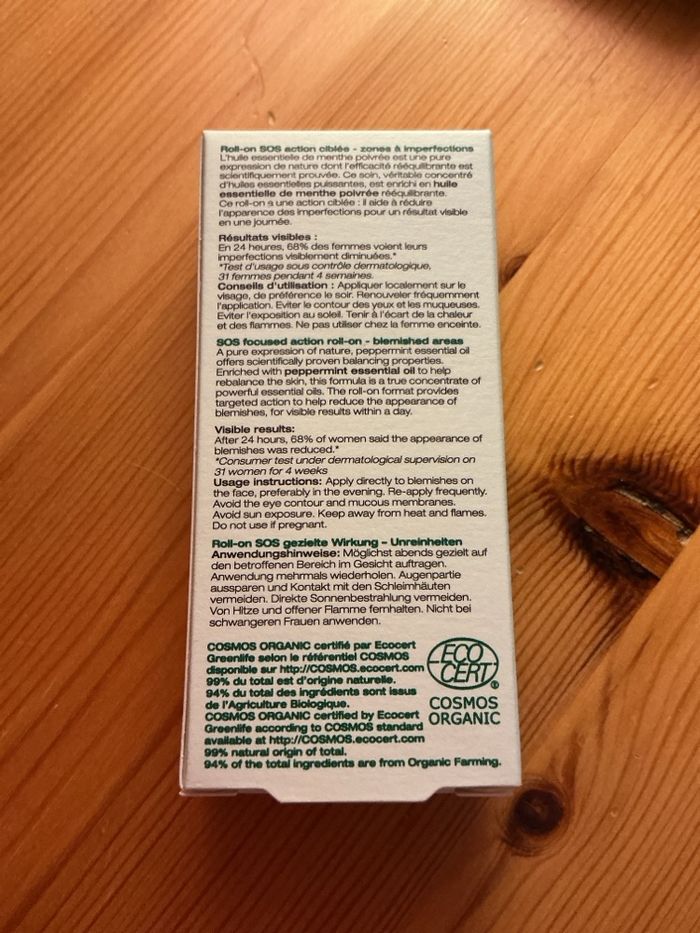 Roll-on SOS action ciblée - zones à imperfections
L'huile essentielle de menthe poivrée est une pure
expression de nature dont l'efficacité rééquilibrante est
scientifiquement prouvée. Ce soin, véritable concentré
d'huiles essentielles puissantes, est enrichi en huile
essentielle de menthe poivrée rééquilibrante.
Ce roll-on a une action ciblée : il aide à réduire
l'apparence des imperfections pour un résultat visible
en une journée.
Résultats visibles :
En 24 heures, 68% des femmes voient leurs
imperfections visiblement diminuées.*
*Test d'usage sous contrôle dermatologique,
31 femmes pendant 4 semaines.
Conseils d'utilisation : Appliquer localement sur le
visage, de préférence le soir. Renouveler fréquemment
l'application. Eviter le contour des yeux et les muqueuses.
Eviter l'exposition au soleil. Tenir à l'écart de la chaleur
et des flammes. Ne pas utiliser chez la femme enceinte.
SOS focused action roll-on - blemished areas
A pure expression of nature, peppermint essential oil
offers scientifically proven balancing properties.
Enriched with peppermint essential oil to help
rebalance the skin, this formula is a true concentrate of
powerful essential oils. The roll-on format provides
targeted action to help reduce the appearance of
blemishes, for visible results within a day.
Visible results:
After 24 hours, 68% of women said the appearance of
blemishes was reduced.*
*Consumer test under dermatological supervision on
31 women for 4 weeks
Usage instructions: Apply directly to blemishes on
the face, preferably in the evening. Re-apply frequently.
Avoid the eye contour and mucous membranes.
Avoid sun exposure. Keep away from heat and flames.
Do not use if pregnant.
Roll-on SOS gezielte Wirkung – Unreinheiten
Anwendungshinweise: Möglichst abends gezielt auf
den betroffenen Bereich im Gesicht auftragen.
Anwendung mehrmals wiederholen. Augenpartie
aussparen und Kontakt mit den Schleimhäuten
vermeiden. Direkte Sonnenbestrahlung vermeiden.
Von Hitze und offener Flamme fernhalten. Nicht bei
schwangeren Frauen anwenden.
COSMOS ORGANIC certifié par Ecocert
Greenlife selon le référentiel COSMOS
disponible sur http://COSMOS.ecocert.com
99% du total est d'origine naturelle.
94% du total des ingrédients sont issus
de l'Agriculture Biologique.
COSMOS ORGANIC certified by Ecocert
Greenlife according to COSMOS standard
available at http://COSMOS.ecocert.com
99% natural origin of total.
94% of the total ingredients are from Organic Farming.
ECO
CERT
®
COSMOS
ORGANIC